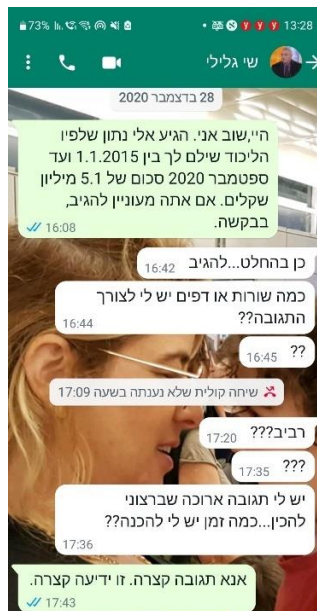 73% 13:28
שי גלילי
28 בדצמבר 2020
היי,שוב אני. הגיע אלי נתון שלפיו
הליכוד שילם לך בין 1.1.2015 ועד
ספטמבר 2020 סכום של 5.1 מיליון
שקלים. אם אתה מעוניין להגיב,
בבקשה.
16:08
כן בהחלט...להגיב 16:42
כמה שורות או דפים יש לי לצורך
התגובה??
16:44
?? 16:45
שיחה קולית שלא נענתה בשעה 17:09
רביב??? 17:20
??? 17:35
יש לי תגובה ארוכה שברצוני
להכין...כמה זמן יש לי להכנה??
17:36
אנא תגובה קצרה. זו ידיעה קצרה.
17:43